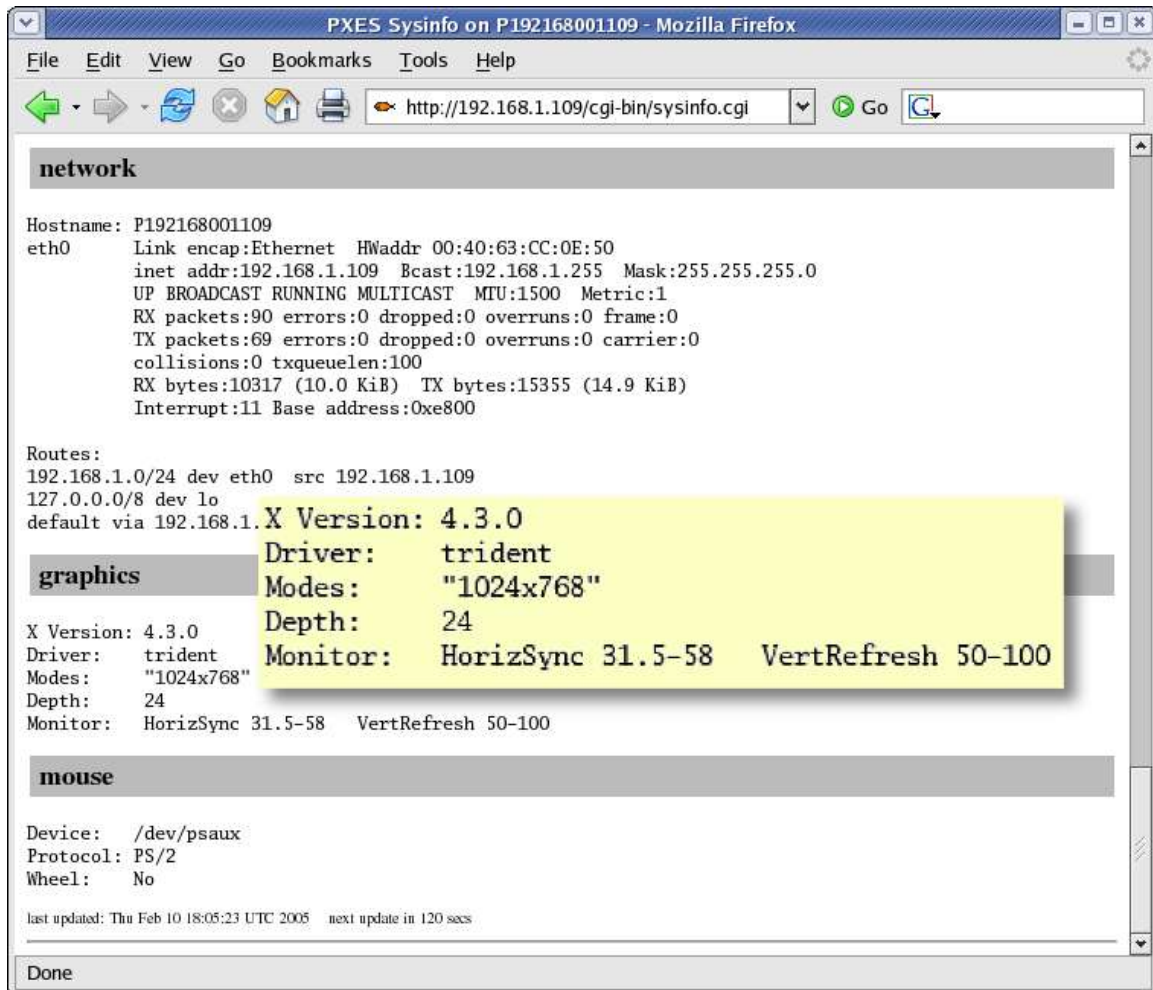 PXES Sysinfo on P192168001109 - Mozilla Firefox
File Edit View Go Bookmarks Tools Help
http://192.168.1.109/cgi-bin/sysinfo.cgi Go G
network
Hostname: P192168001109
eth0 Link encap:Ethernet HWaddr 00:40:63:CC:0E:50
inet addr:192.168.1.109 Bcast:192.168.1.255 Mask:255.255.255.0
UP BROADCAST RUNNING MULTICAST MTU:1500 Metric:1
RX packets:90 errors:0 dropped:0 overruns:0 frame:0
TX packets:69 errors:0 dropped:0 overruns:0 carrier:0
collisions:0 txqueuelen:100
RX bytes:10317 (10.0 KiB) TX bytes:15355 (14.9 KiB)
Interrupt:11 Base address:0xe800
Routes:
192.168.1.0/24 dev eth0 src 192.168.1.109
127.0.0.0/8 dev lo
default via 192.168.1.
X Version: 4.3.0
Driver: trident
Modes: "1024x768"
Depth: 24
Monitor: HorizSync 31.5-58 VertRefresh 50-100
graphics
X Version: 4.3.0
Driver: trident
Modes: "1024x768"
Depth: 24
Monitor: HorizSync 31.5-58 VertRefresh 50-100
mouse
Device: /dev/psaux
Protocol: PS/2
Wheel: No
last updated: Thu Feb 10 18:05:23 UTC 2005 next update in 120 secs
Done